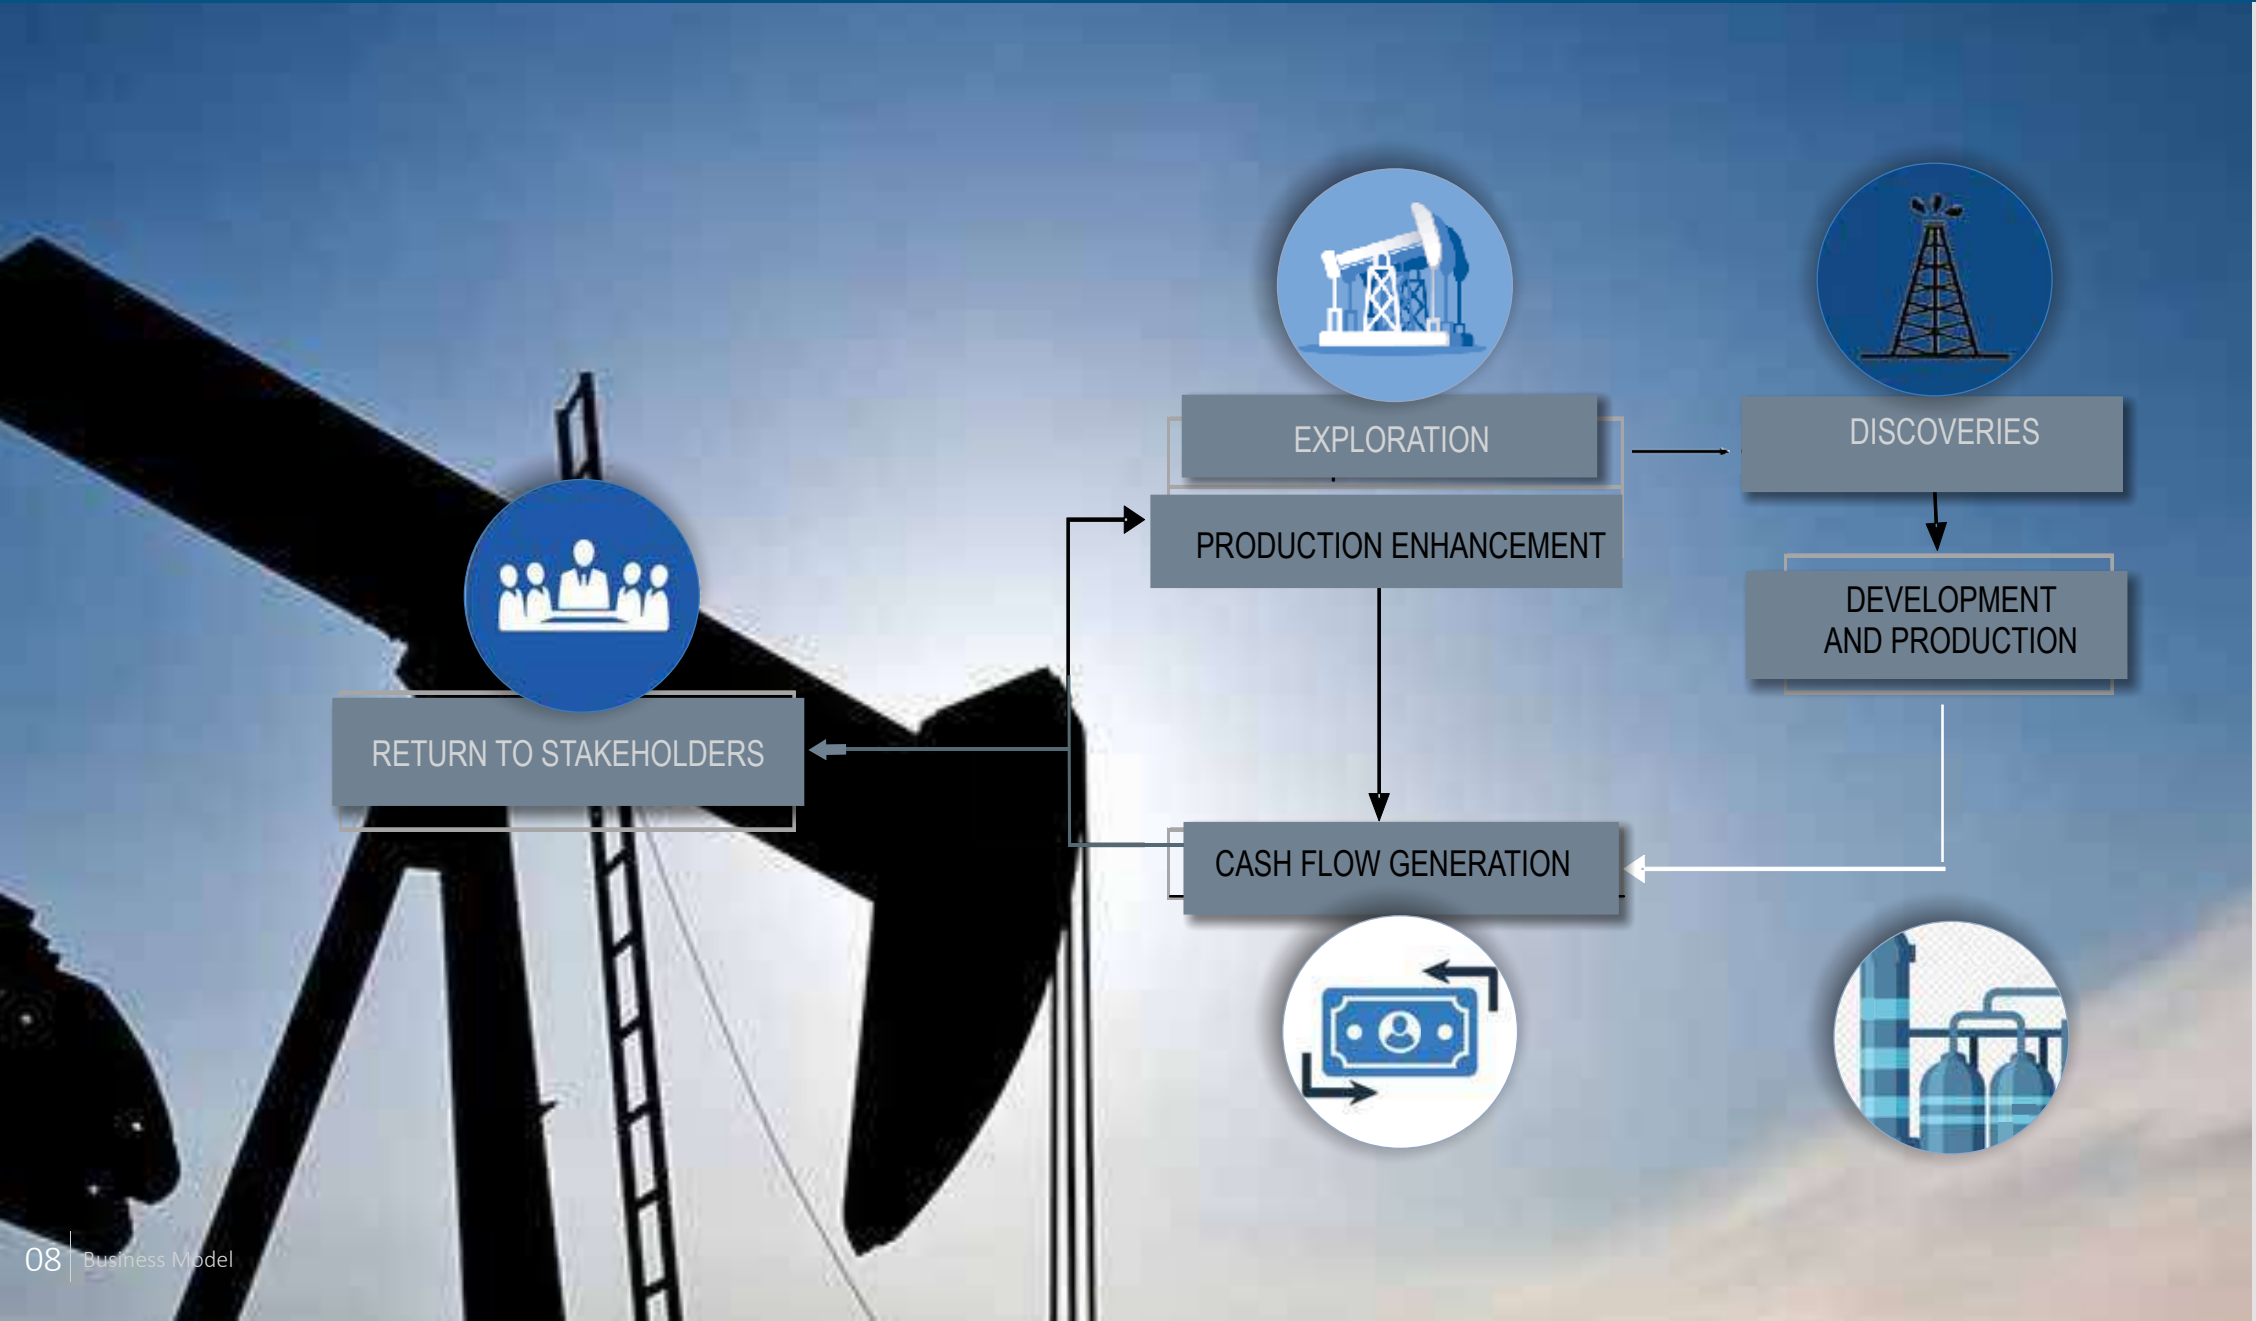 EXPLORATION
DISCOVERIES
PRODUCTION ENHANCEMENT
DEVELOPMENT
AND PRODUCTION
RETURN TO STAKEHOLDERS
CASH FLOW GENERATION
08 Business Model